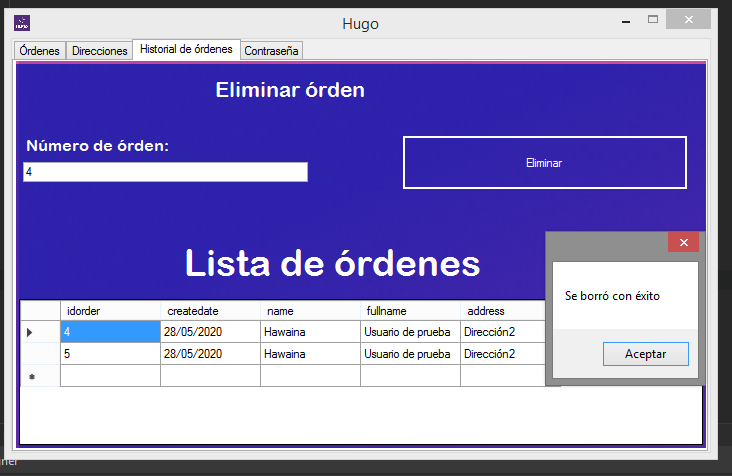 Hugo
Órdenes Direcciones Historial de órdenes Contraseña
Eliminar órden
Número de órden:
4
Eliminar
Lista de órdenes
idorder createdate name fullname address
4 28/05/2020 Hawaina Usuario de prueba Dirección2
5 28/05/2020 Hawaina Usuario de prueba Dirección2
Se borró con éxito
Aceptar